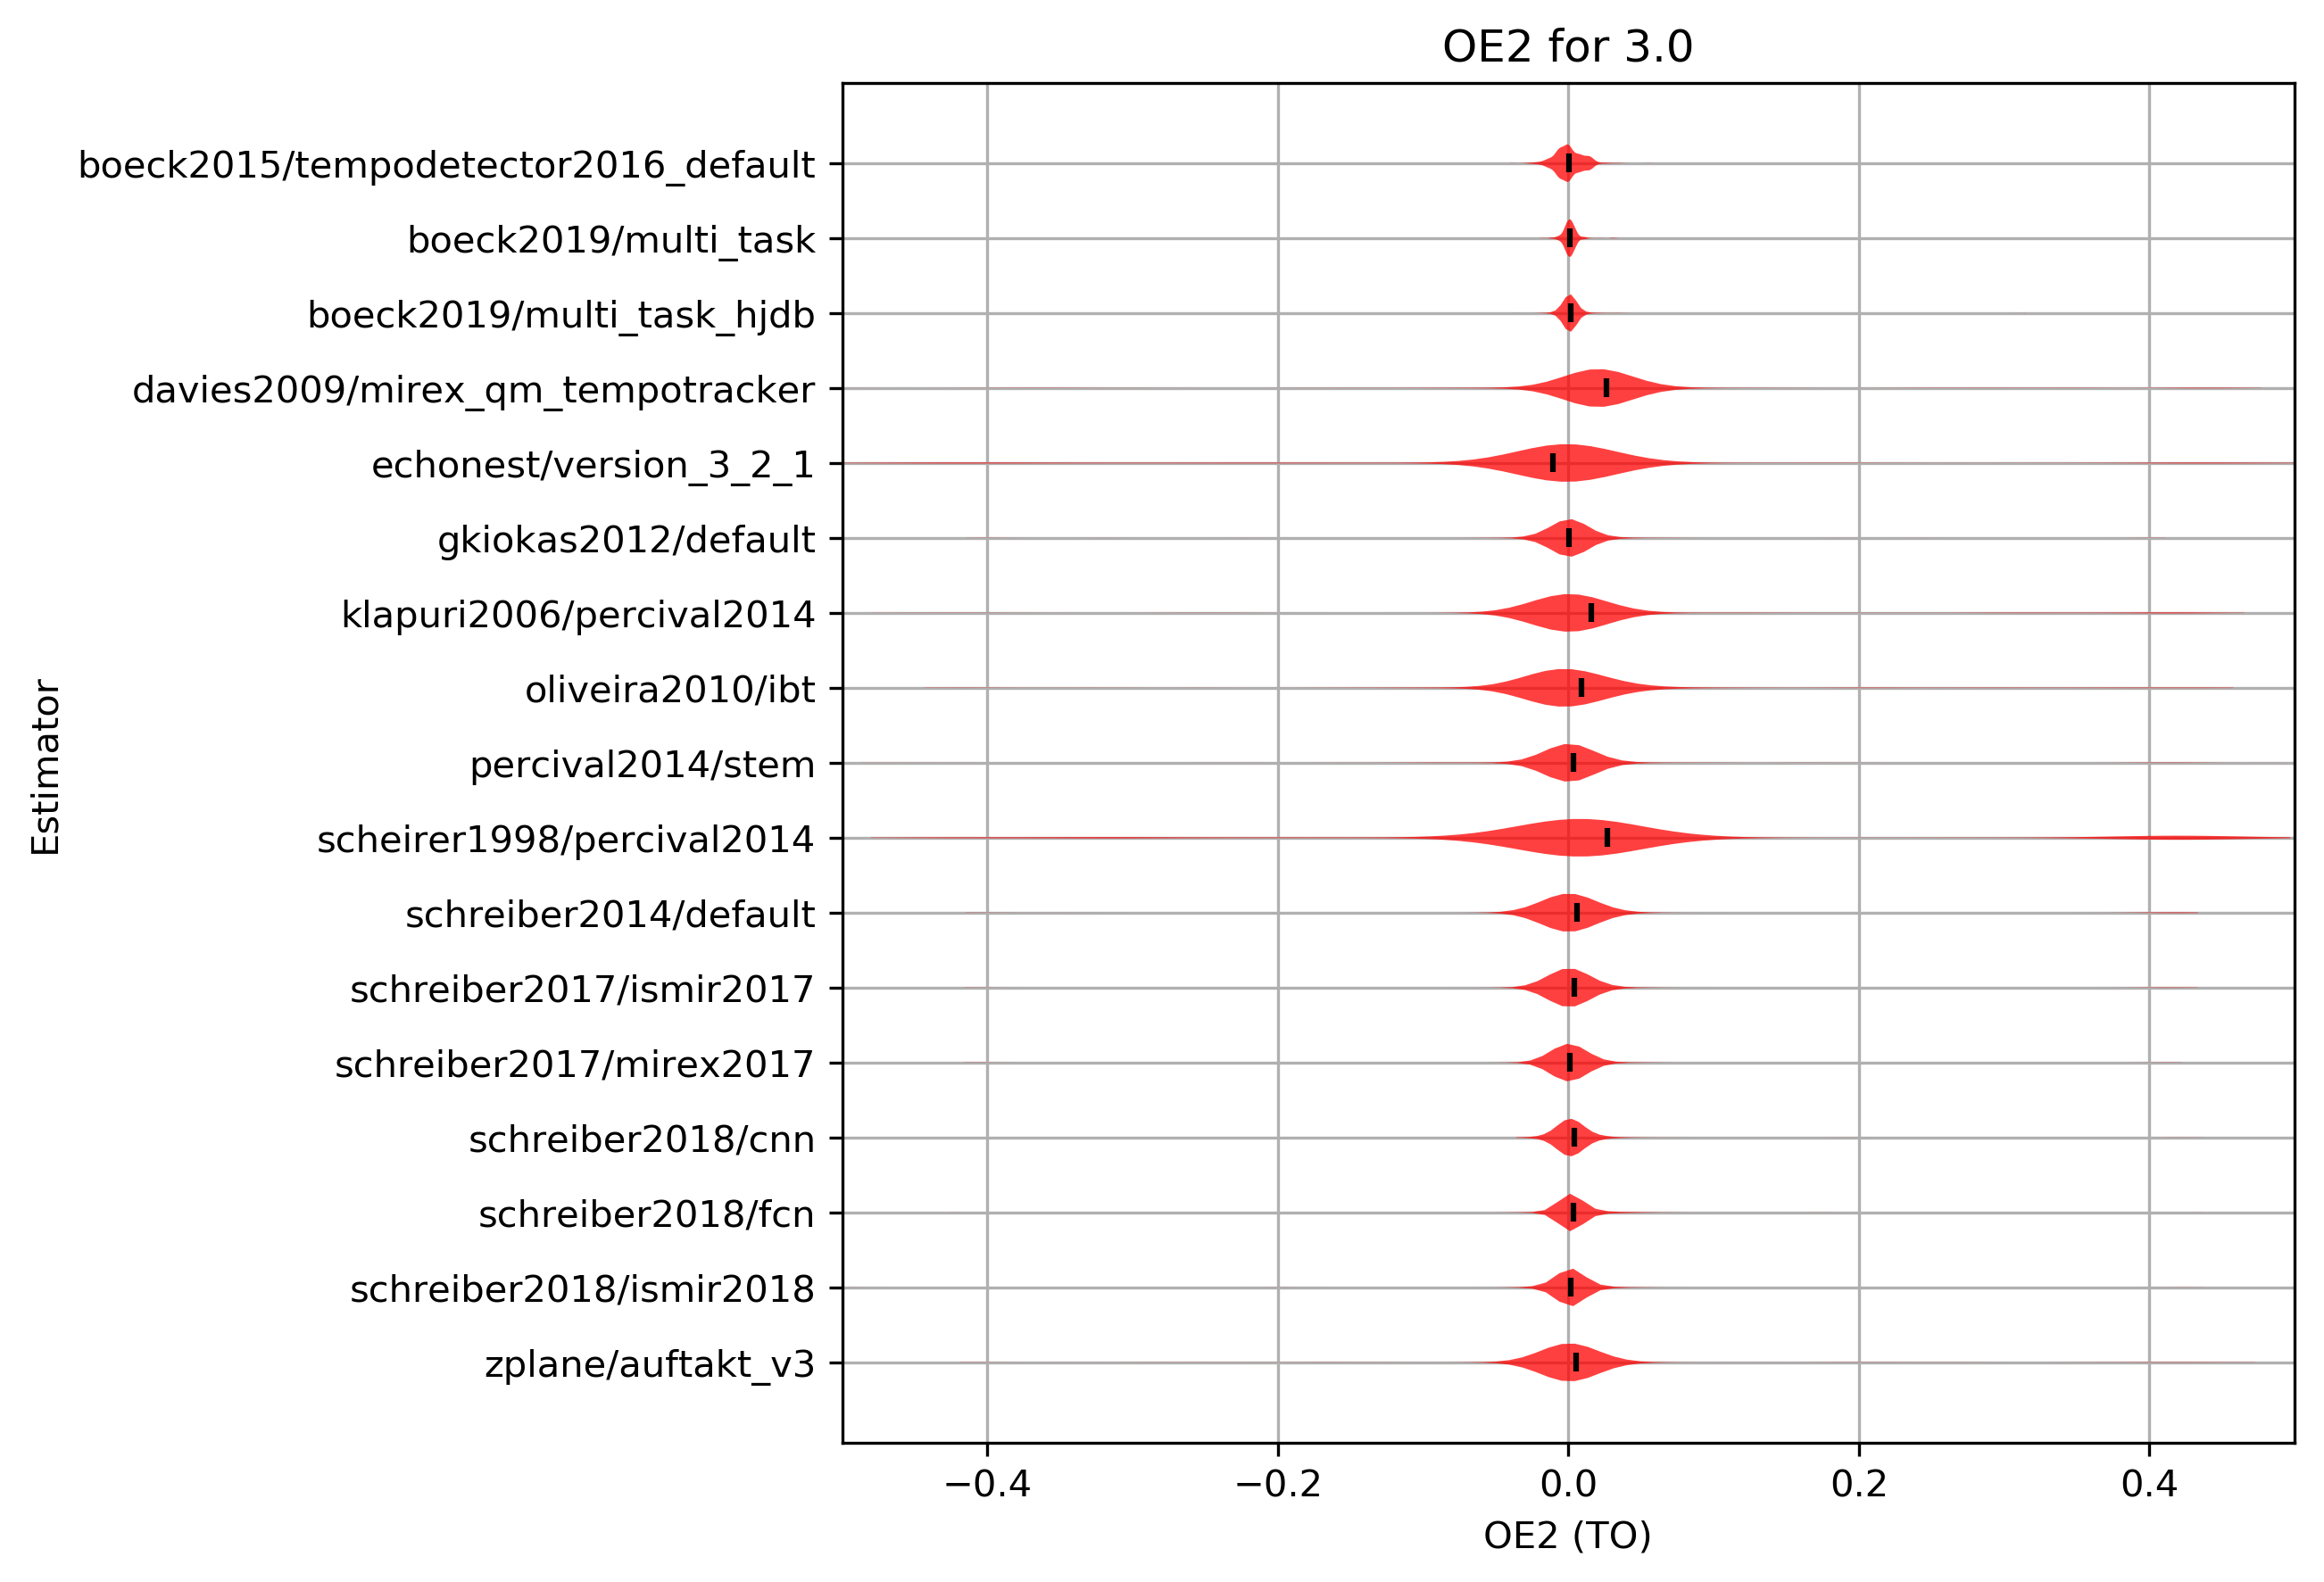 OE2 for 3.0
Estimator
boeck2015/tempodetector2016_default
boeck2019/multi_task
boeck2019/multi_task_hjdb
davies2009/mirex_qm_tempotracker
echonest/version_3_2_1
gkiokas2012/default
klapuri2006/percival2014
oliveira2010/ibt
percival2014/stem
scheirer1998/percival2014
schreiber2014/default
schreiber2017/ismir2017
schreiber2017/mirex2017
schreiber2018/cnn
schreiber2018/fcn
schreiber2018/ismir2018
zplane/auftakt_v3
−0.4 −0.2 0.0 0.2 0.4
OE2 (TO)